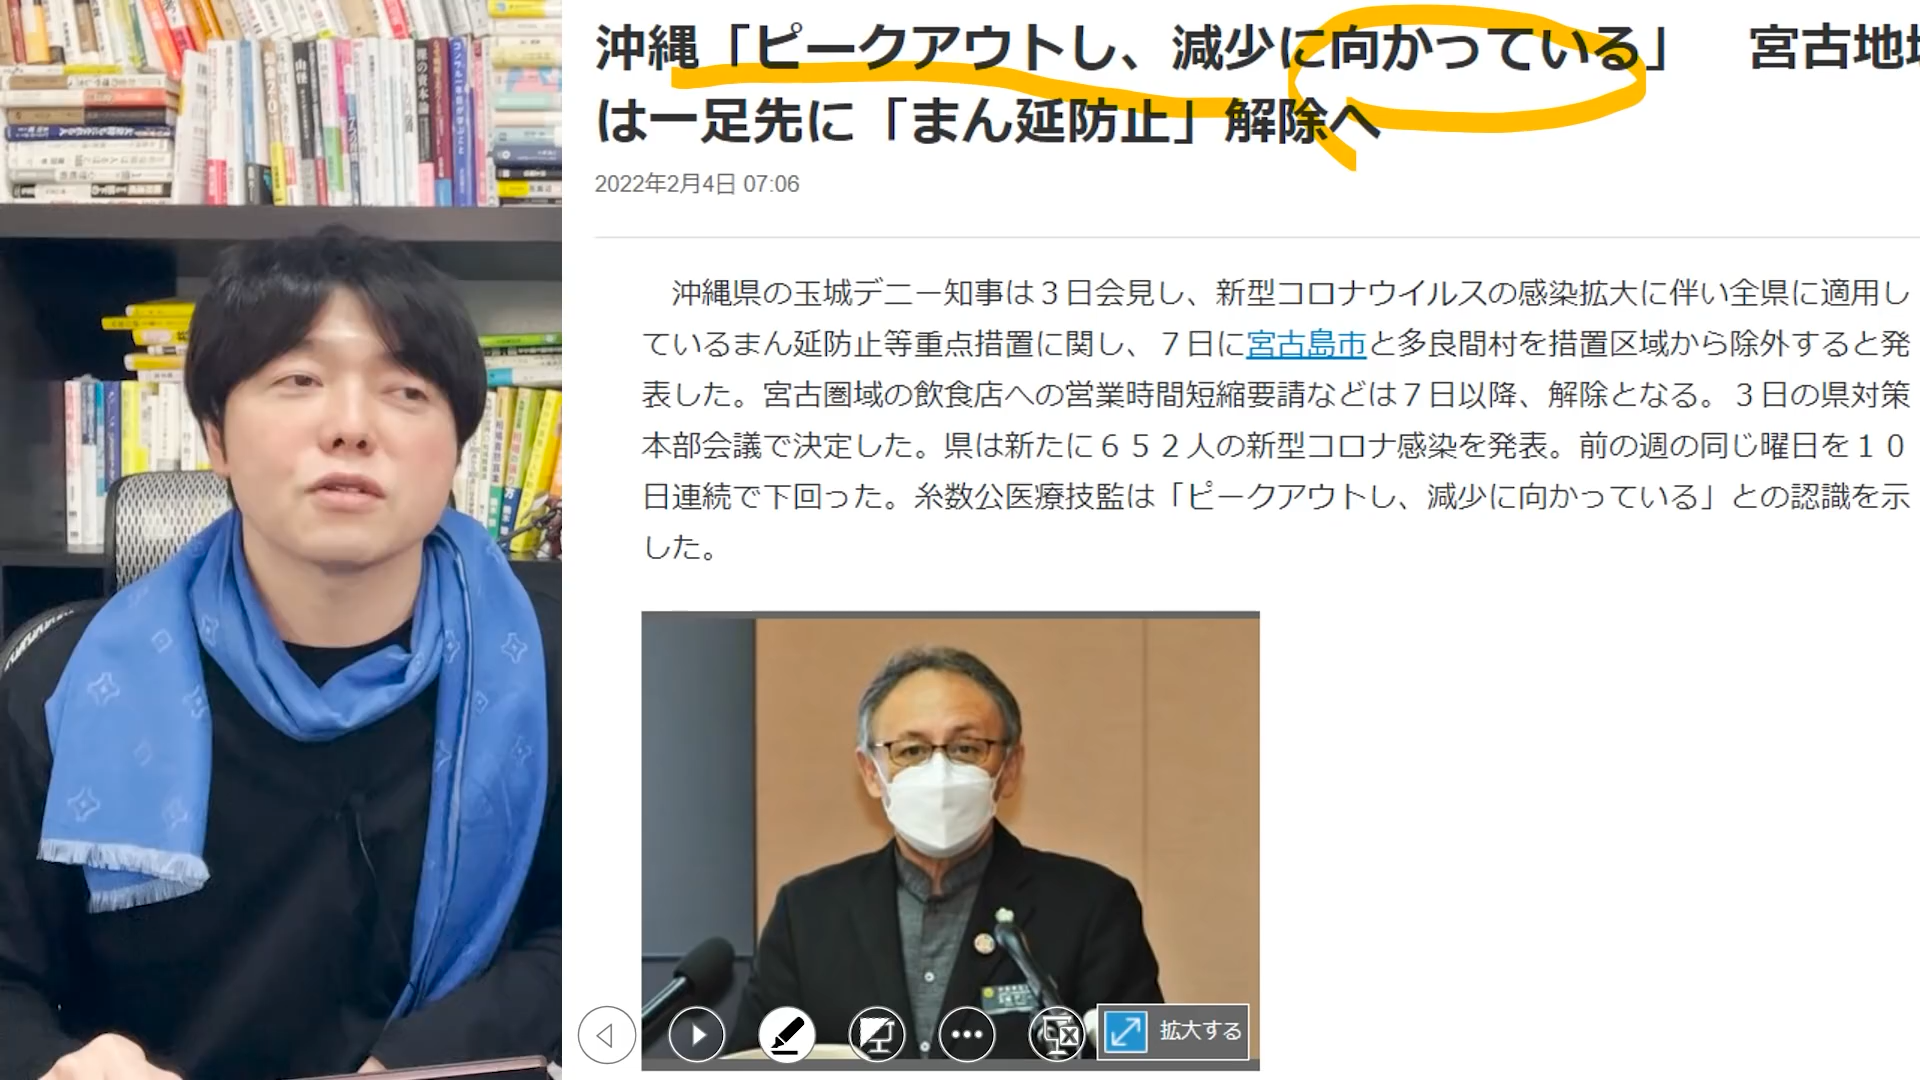 沖縄「ピークアウトし、減少に向かっている」　宮古地
は一足先に「まん延防止」解除へ
2022年2月4日 07:06
　沖縄県の玉城デニー知事は３日会見し、新型コロナウイルスの感染拡大に伴い全県に適用し
ているまん延防止等重点措置に関し、７日に宮古島市と多良間村を措置区域から除外すると発
表した。宮古圏域の飲食店への営業時間短縮要請などは７日以降、解除となる。３日の県対策
本部会議で決定した。県は新たに６５２人の新型コロナ感染を発表。前の週の同じ曜日を１０
日連続で下回った。糸数公医療技監は「ピークアウトし、減少に向かっている」との認識を示
した。
拡大する